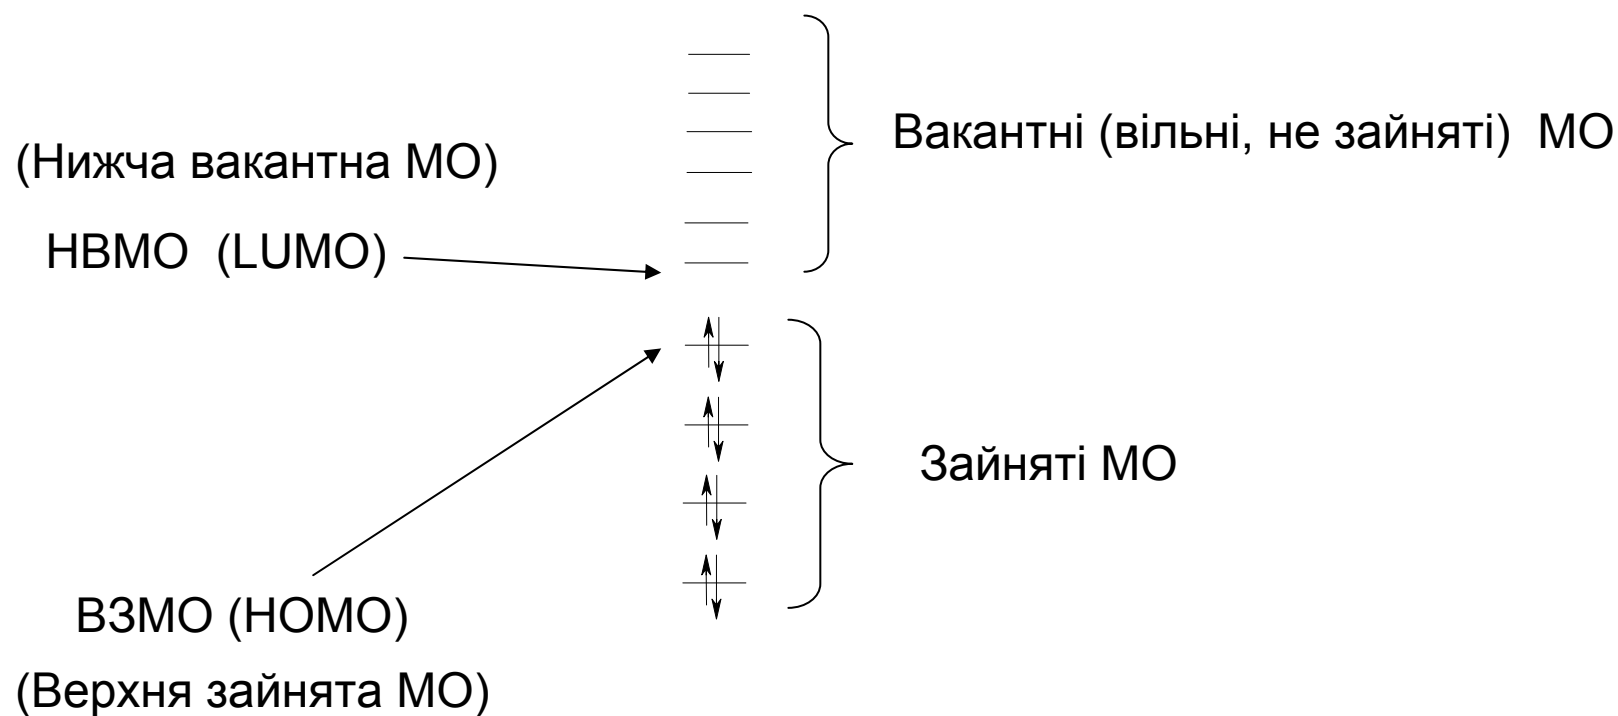 Вакантні (вільні, не зайняті) МО
(Нижча вакантна МО)
НВМО (LUMO)
Зайняті МО
ВЗМО (HOMO)
(Верхня зайнята МО)